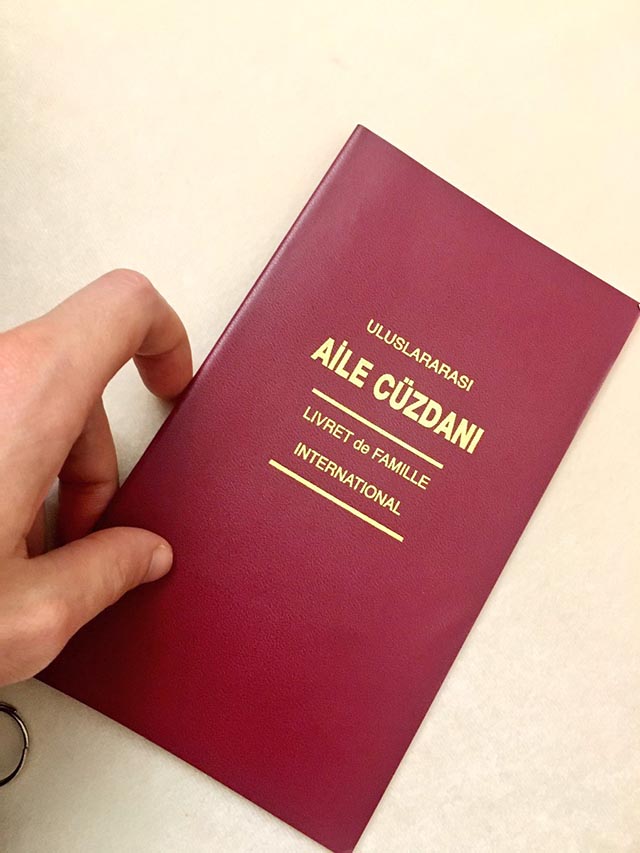 ULUSLARARASI
AİLE CÜZDANI
LIVRET de FAMILLE
INTERNATIONAL